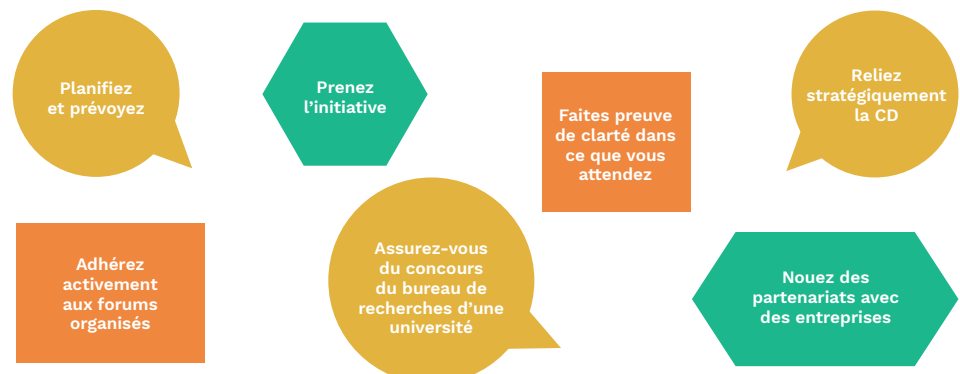 Planifiez
et prévoyez
Prenez
l'initiative
Faites preuve
de clarté dans
ce que vous
attendez
Reliez
stratégiquement
la CD
Adhérez
activement
aux forums
organisés
Assurez-vous
du concours
du bureau de
recherches d'une
université
Nouez des
partenariats avec
des entreprises